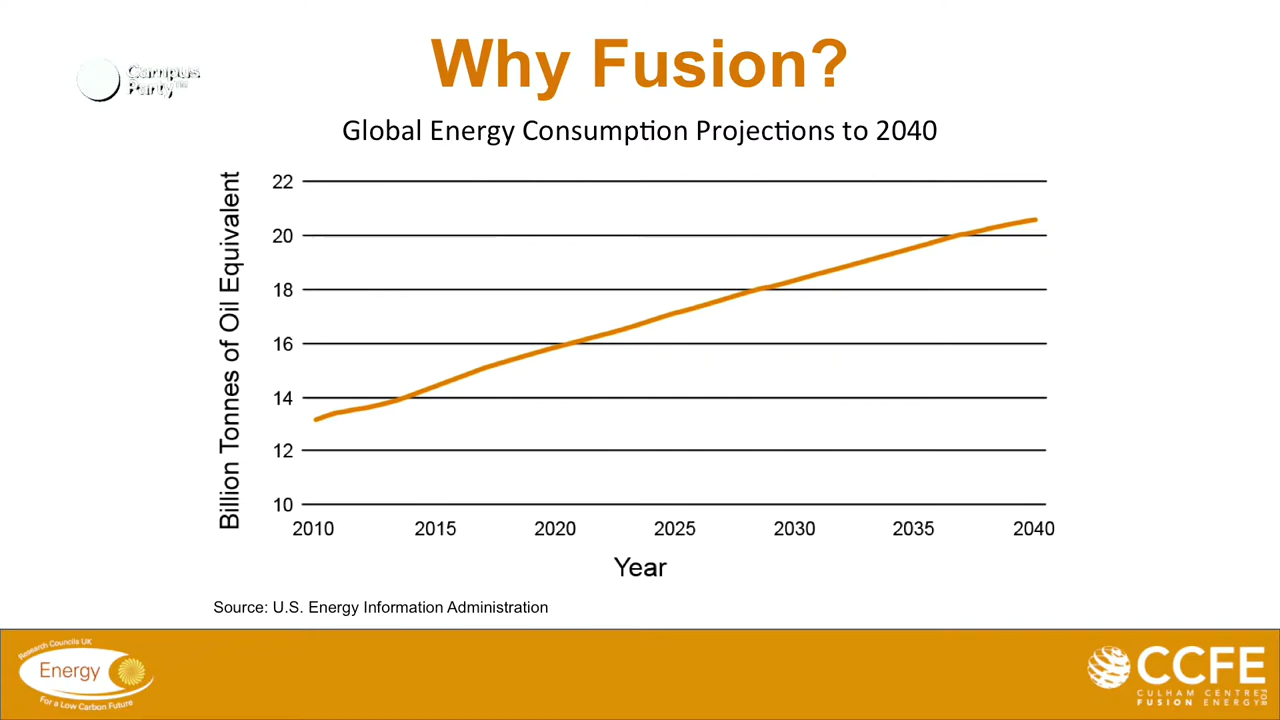 Campus
Party™
Why Fusion?
Global Energy Consumption Projections to 2040
Billion Tonnes of Oil Equivalent
22
20
18
16
14
12
10
2010 2015 2020 2025 2030 2035 2040
Year
Source: U.S. Energy Information Administration
Research Councils UK
Energy
For a Low Carbon Future
CCFE
CULHAM CENTRE
FUSION ENERGY
FOR